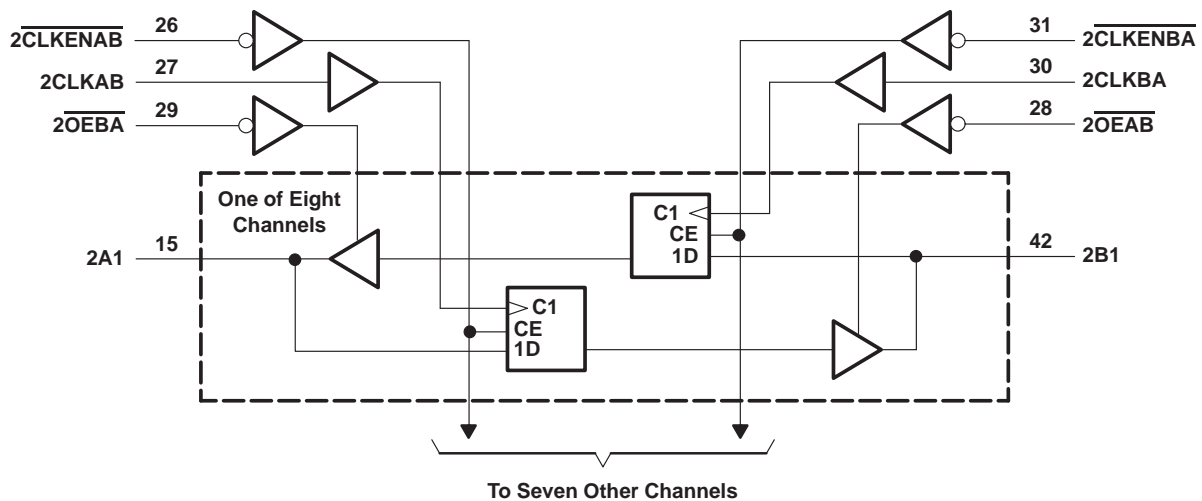 2CLKENAB 26
2CLKAB 27
2OEBA 29
31 2CLKENBA
30 2CLKBA
28 2OEAB
One of Eight
Channels
C1
CE
1D
2A1 15
42 2B1
C1
CE
1D
To Seven Other Channels